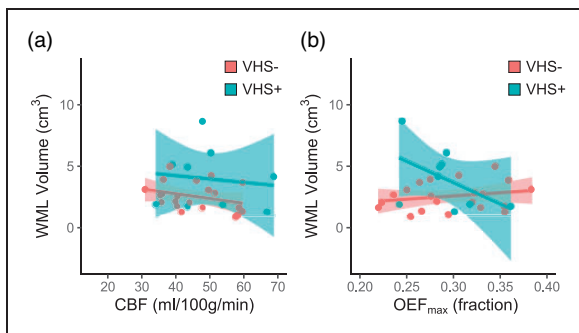 (a)
VHS-
VHS+
WML Volume (cm³)
10
5
0
20 30 40 50 60 70
CBF (ml/100g/min)
(b)
VHS-
VHS+
WML Volume (cm³)
10
5
0
0.20 0.25 0.30 0.35 0.40
OEFmax (fraction)